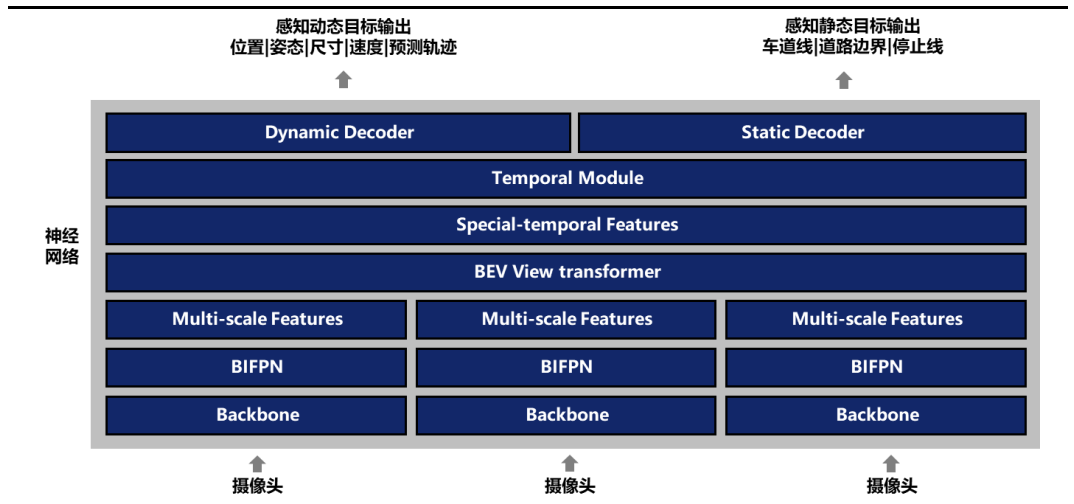 感知动态目标输出
位置|姿态|尺寸|速度|预测轨迹
感知静态目标输出
车道线|道路边界|停止线
Dynamic Decoder
Static Decoder
Temporal Module
Special-temporal Features
BEV View transformer
神经
网络
Multi-scale Features
Multi-scale Features
Multi-scale Features
BIFPN
BIFPN
BIFPN
Backbone
Backbone
Backbone
摄像头
摄像头
摄像头